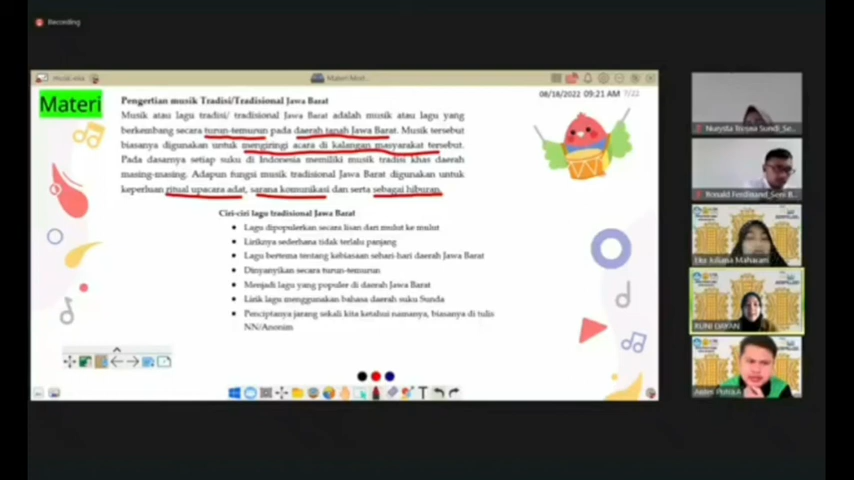 Recording
Materi
Pengertian musik Tradisi/Tradisional Jawa Barat
Musik atau lagu tradisi/ tradisional Jawa Barat adalah musik atau lagu yang
berkembang secara turun-temurun pada daerah tanah Jawa Barat. Musik tersebut
biasanya digunakan untuk mengiringi acara di kalangan masyarakat tersebut.
Pada dasarnya setiap suku di Indonesia memiliki musik tradisi khas daerah
masing-masing. Adapun fungsi musik tradisional Jawa Barat digunakan untuk
keperluan ritual upacara adat, sarana komunikasi dan serta sebagai hiburan.
Ciri-ciri lagu tradisional Jawa Barat
Lagu dipopulerkan secara lisan dari mulut ke mulut
Liriknya sederhana tidak terlalu panjang
Lagu bertema tentang kebiasaan sehari-hari daerah Jawa Barat
Dinyanyikan secara turun-temurun
Menjadi lagu yang populer di daerah Jawa Barat
Lirik lagu menggunakan bahasa daerah suku Sunda
Penciptanya jarang sekali kita ketahui namanya, biasanya di tulis
NN/Anonim
Materi
08/18/2022 09:21 AM 7/22
T
Ronald Ferdinand_Seni
Eka Juliana Maharani